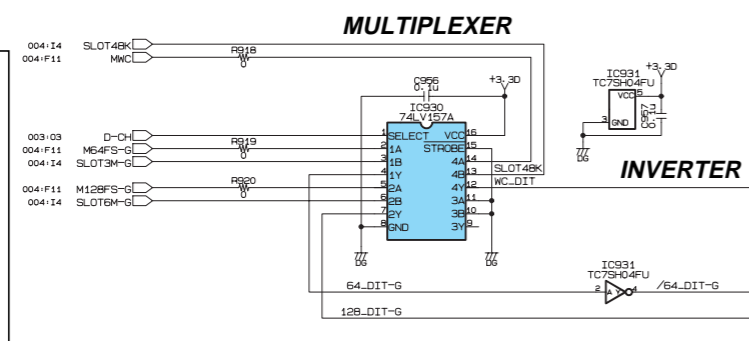 MULTIPLEXER
004:I4 SLOT48K
004:F11 MWC
R918
0
C956
0.1u
+3.3D
IC930
74LV157A
003:03 D-CH
004:F11 M64FS-G
004:I4 SLOT3M-G
R919
0
004:F11 M128FS-G
004:I4 SLOT6M-G
R920
0
1 SELECT VCC 16
2 1A STROBE 15
3 1B 4A 14
4 1Y 4B 13
5 2A 4Y 12
6 2B 3A 11
7 2Y 3B 10
8 GND 3Y 9
SLOT48K
WC_DIT
DG
DG
IC931
TC7SH04FU
+3.3D
VCC 5
3 GND
C957
0.1u
DG
INVERTER
64_DIT-G
128_DIT-G
IC931
TC7SH04FU
2 A Y 4
/64_DIT-G